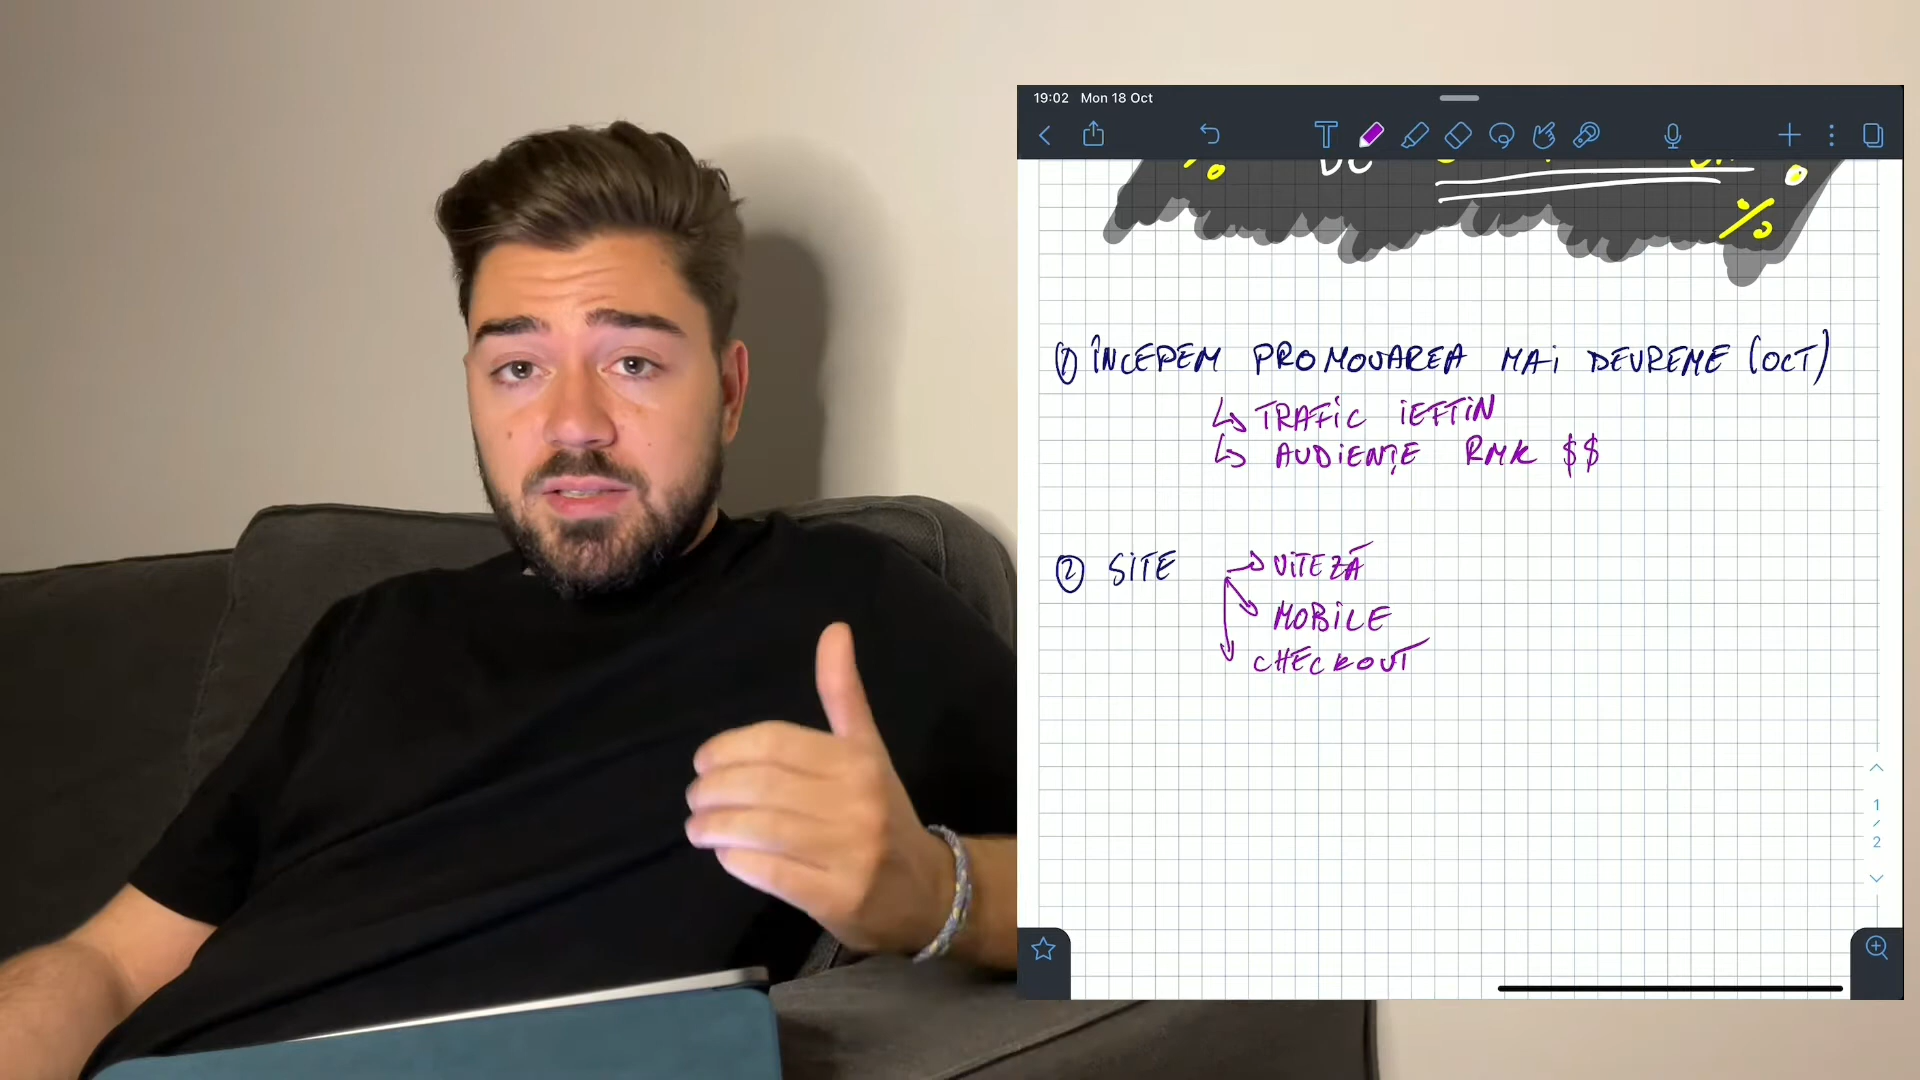 19:02 Mon 18 Oct
① ÎNCEPEM PROMOVAREA MAI DEVREME (OCT)
↳ TRAFIC IEFTIN
↳ AUDIENȚE RMK $$
② SITE → VITEZĂ
MOBILE
CHECKOUT
1
/
2